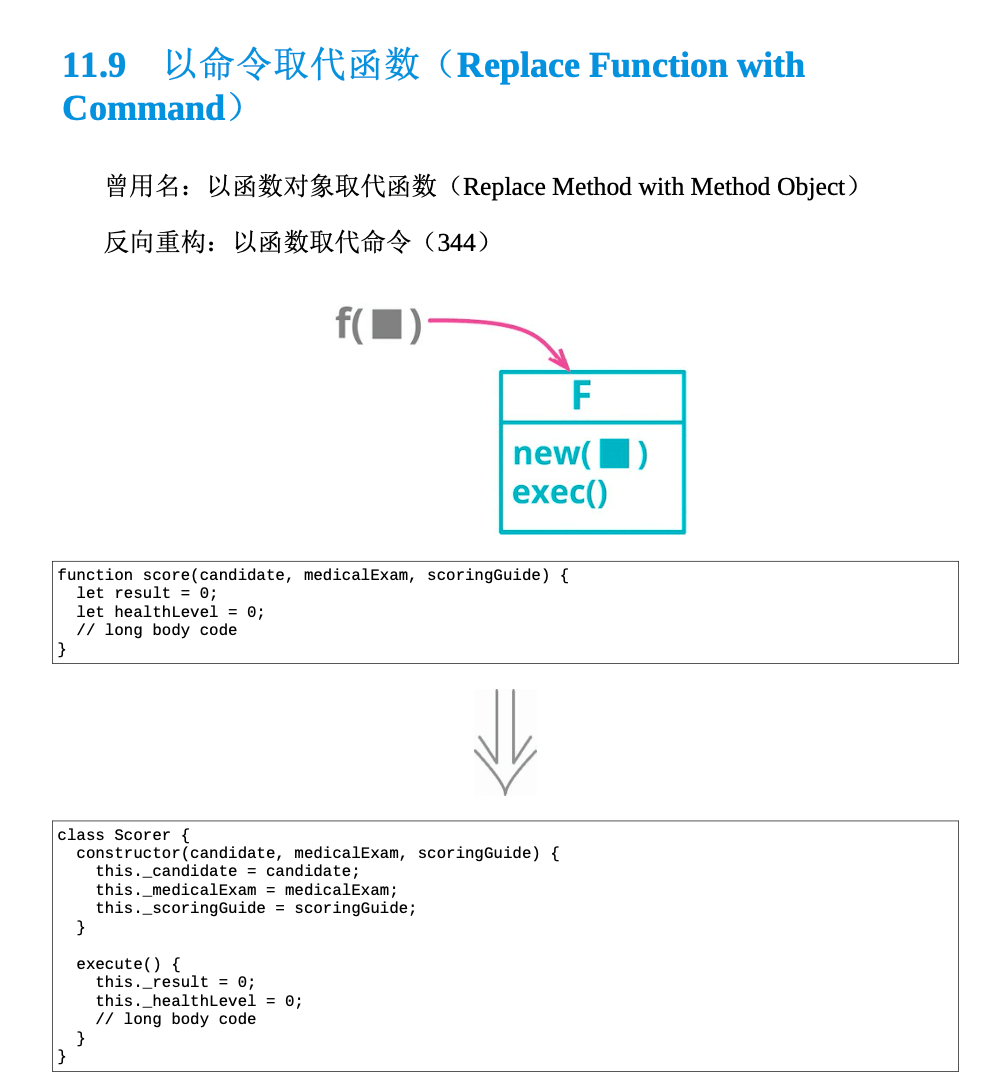 11.9 以命令取代函数（Replace Function with
Command）
曾用名：以函数对象取代函数（Replace Method with Method Object）
反向重构：以函数取代命令（344）
f(■)
F
new(■)
exec()
function score(candidate, medicalExam, scoringGuide) {
  let result = 0;
  let healthLevel = 0;
  // long body code
}
class Scorer {
  constructor(candidate, medicalExam, scoringGuide) {
    this._candidate = candidate;
    this._medicalExam = medicalExam;
    this._scoringGuide = scoringGuide;
  }
  execute() {
    this._result = 0;
    this._healthLevel = 0;
    // long body code
  }
}